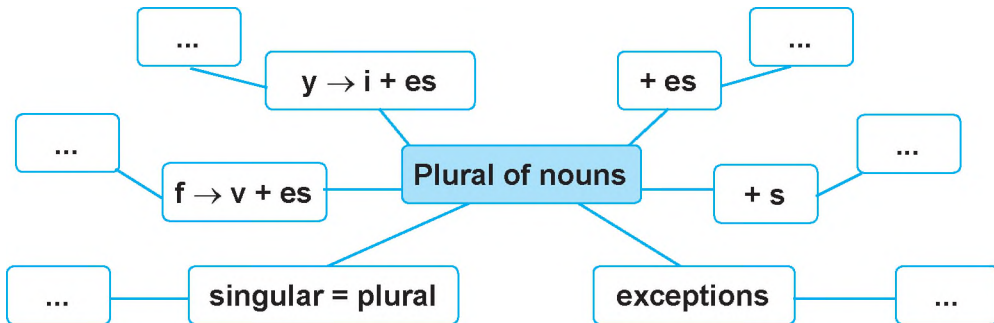 ...
...
y → i + es
+ es
...
...
Plural of nouns
f → v + es
+ s
...
singular = plural
exceptions
...